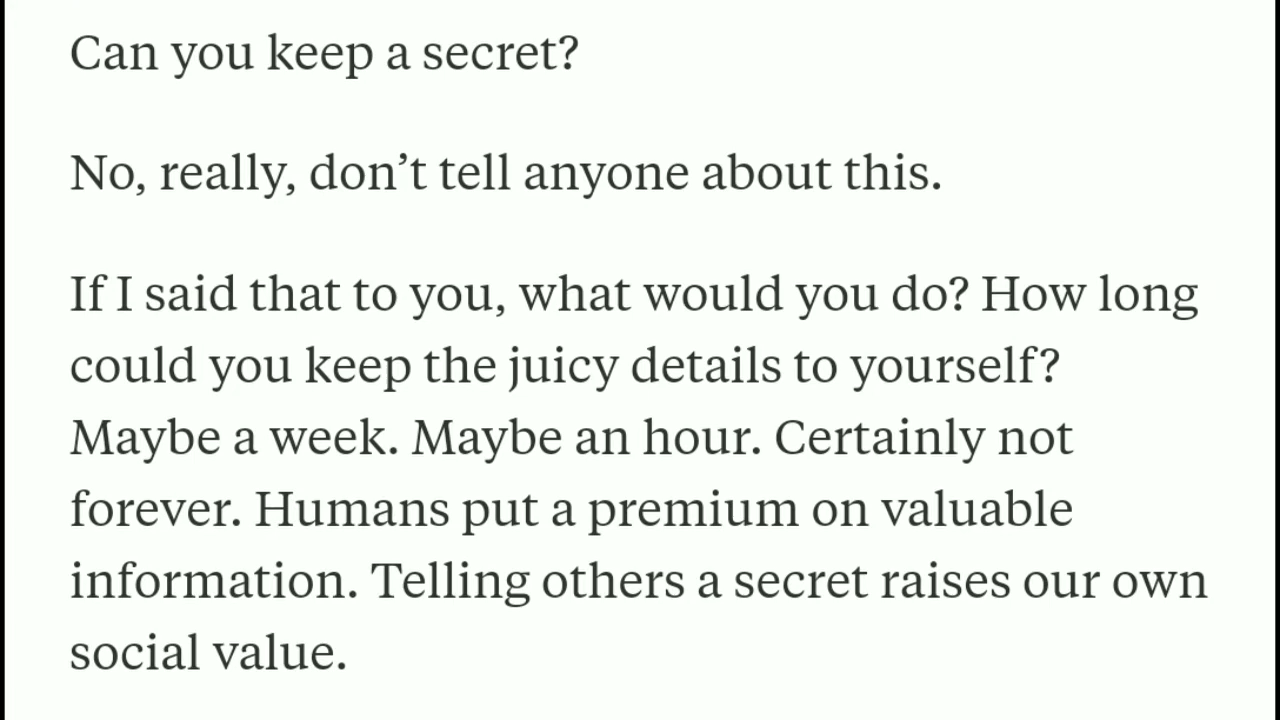 Can you keep a secret?
No, really, don’t tell anyone about this.
If I said that to you, what would you do? How long
could you keep the juicy details to yourself?
Maybe a week. Maybe an hour. Certainly not
forever. Humans put a premium on valuable
information. Telling others a secret raises our own
social value.